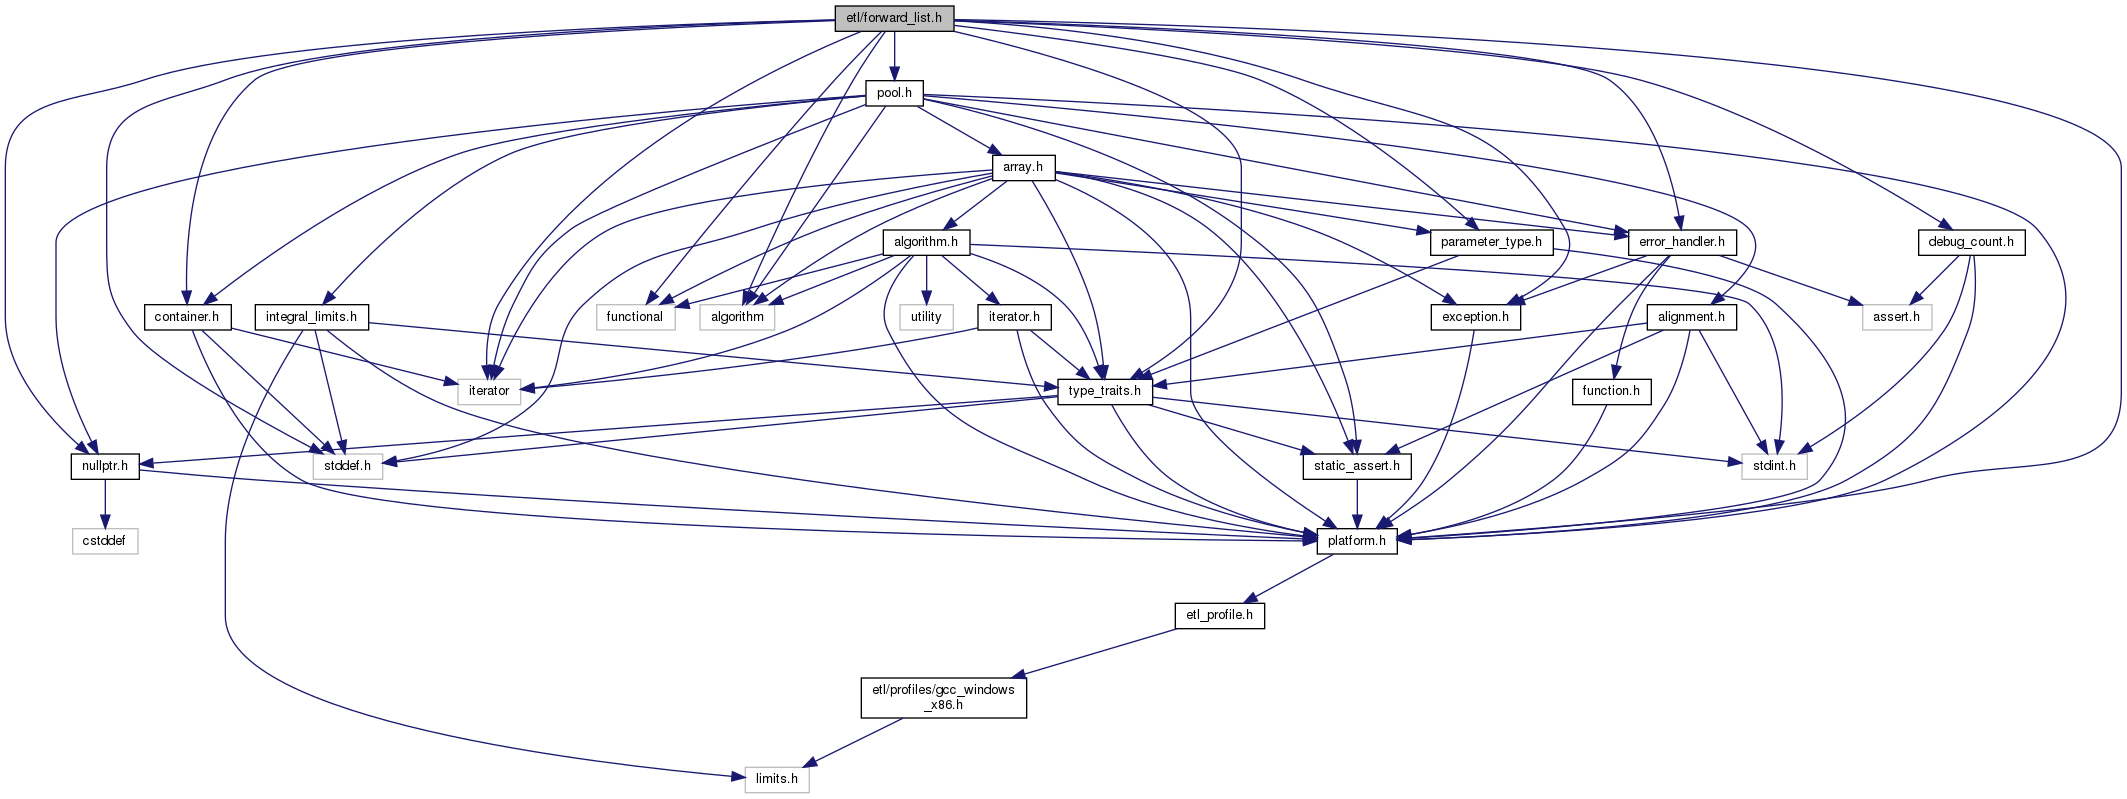 etl/forward_list.h
pool.h
array.h
algorithm.h
parameter_type.h
error_handler.h
debug_count.h
container.h
integral_limits.h
functional
algorithm
utility
iterator.h
exception.h
alignment.h
assert.h
iterator
type_traits.h
function.h
nullptr.h
stddef.h
static_assert.h
stdint.h
cstddef
platform.h
etl_profile.h
etl/profiles/gcc_windows
_x86.h
limits.h